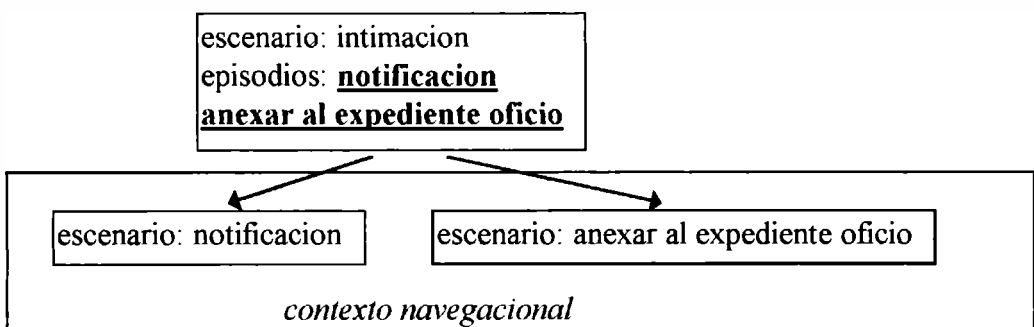 escenario: intimacion
episodios: notificacion
anexar al expediente oficio
escenario: notificacion
escenario: anexar al expediente oficio
contexto navegacional